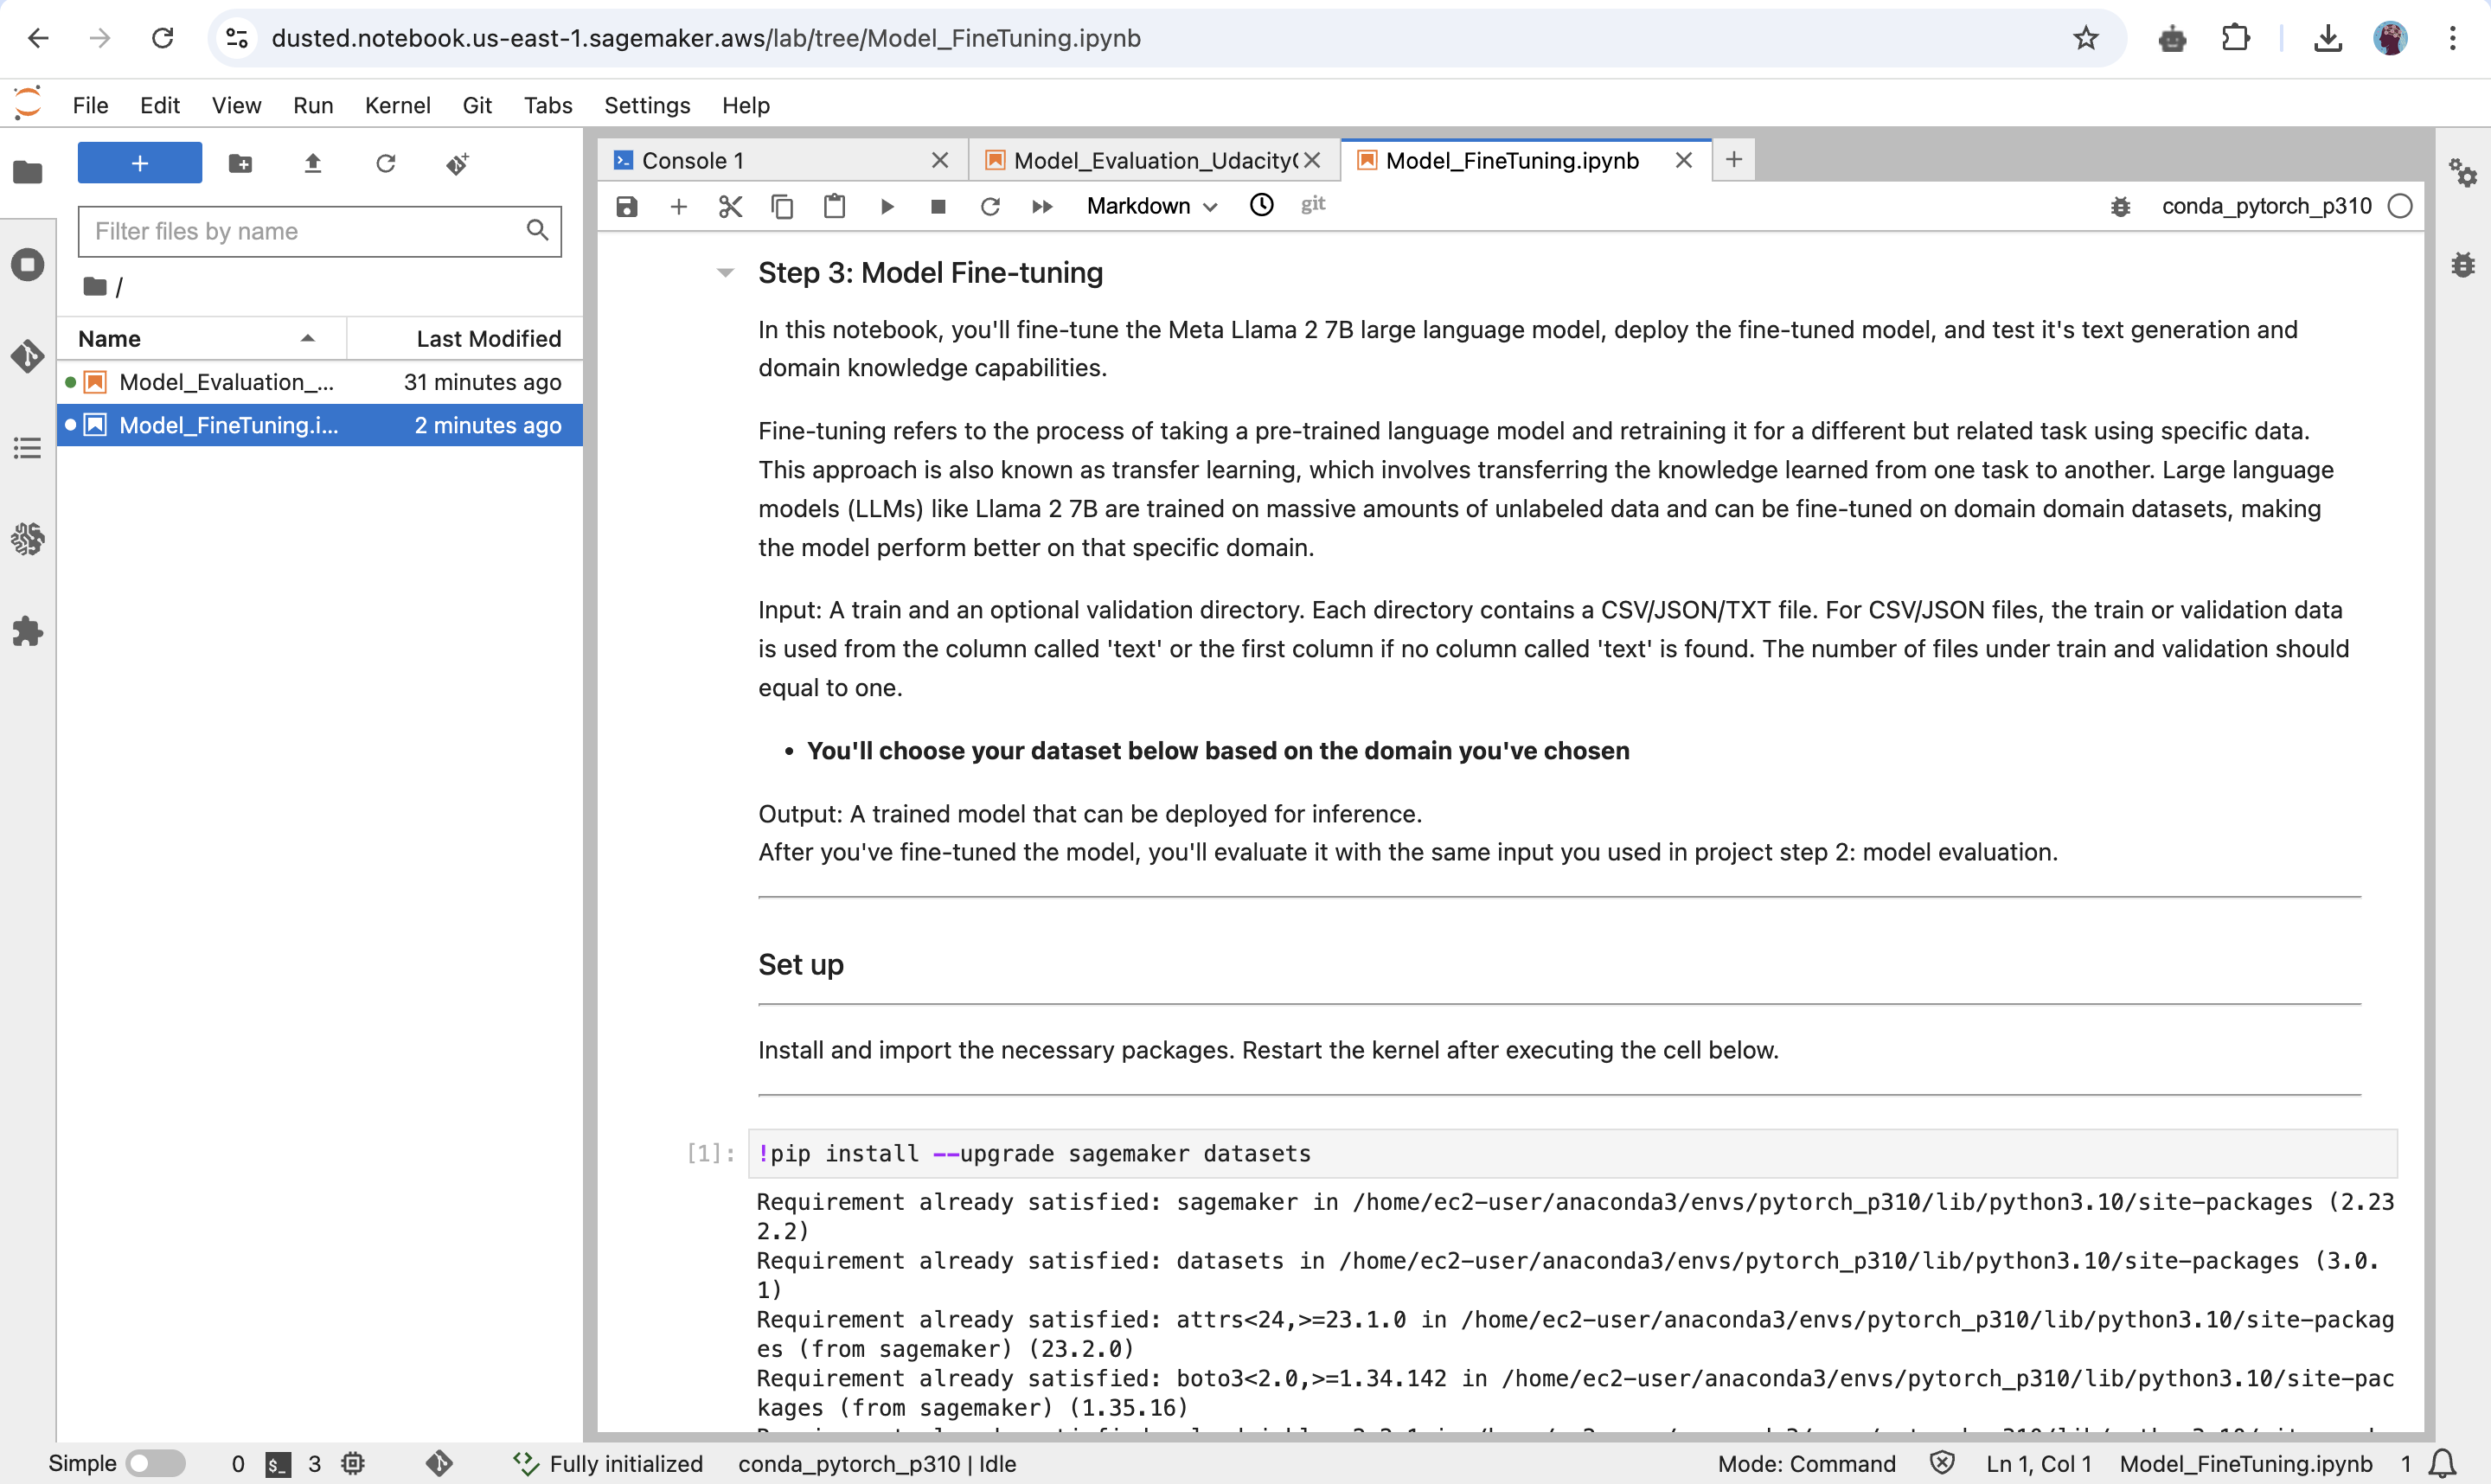 dusted.notebook.us-east-1.sagemaker.aws/lab/tree/Model_FineTuning.ipynb
File Edit View Run Kernel Git Tabs Settings Help
Filter files by name
/
Name Last Modified
Model_Evaluation_... 31 minutes ago
Model_FineTuning.i... 2 minutes ago
Console 1 Model_Evaluation_Udacity Model_FineTuning.ipynb
Markdown git conda_pytorch_p310
Step 3: Model Fine-tuning
In this notebook, you'll fine-tune the Meta Llama 2 7B large language model, deploy the fine-tuned model, and test it's text generation and
domain knowledge capabilities.
Fine-tuning refers to the process of taking a pre-trained language model and retraining it for a different but related task using specific data.
This approach is also known as transfer learning, which involves transferring the knowledge learned from one task to another. Large language
models (LLMs) like Llama 2 7B are trained on massive amounts of unlabeled data and can be fine-tuned on domain domain datasets, making
the model perform better on that specific domain.
Input: A train and an optional validation directory. Each directory contains a CSV/JSON/TXT file. For CSV/JSON files, the train or validation data
is used from the column called 'text' or the first column if no column called 'text' is found. The number of files under train and validation should
equal to one.
• You'll choose your dataset below based on the domain you've chosen
Output: A trained model that can be deployed for inference.
After you've fine-tuned the model, you'll evaluate it with the same input you used in project step 2: model evaluation.
Set up
Install and import the necessary packages. Restart the kernel after executing the cell below.
[1]: !pip install --upgrade sagemaker datasets
Requirement already satisfied: sagemaker in /home/ec2-user/anaconda3/envs/pytorch_p310/lib/python3.10/site-packages (2.23
2.2)
Requirement already satisfied: datasets in /home/ec2-user/anaconda3/envs/pytorch_p310/lib/python3.10/site-packages (3.0.
1)
Requirement already satisfied: attrs<24,>=23.1.0 in /home/ec2-user/anaconda3/envs/pytorch_p310/lib/python3.10/site-packag
es (from sagemaker) (23.2.0)
Requirement already satisfied: boto3<2.0,>=1.34.142 in /home/ec2-user/anaconda3/envs/pytorch_p310/lib/python3.10/site-pac
kages (from sagemaker) (1.35.16)
Simple 0 $_ 3 Fully initialized conda_pytorch_p310 | Idle Mode: Command Ln 1, Col 1 Model_FineTuning.ipynb 1